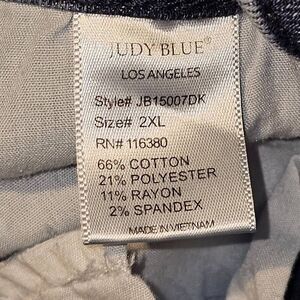 JUDY BLUE®
LOS ANGELES
Style# JB15007DK
Size# 2XL
RN# 116380
66% COTTON
21% POLYESTER
11% RAYON
2% SPANDEX
MADE IN VIETNAM